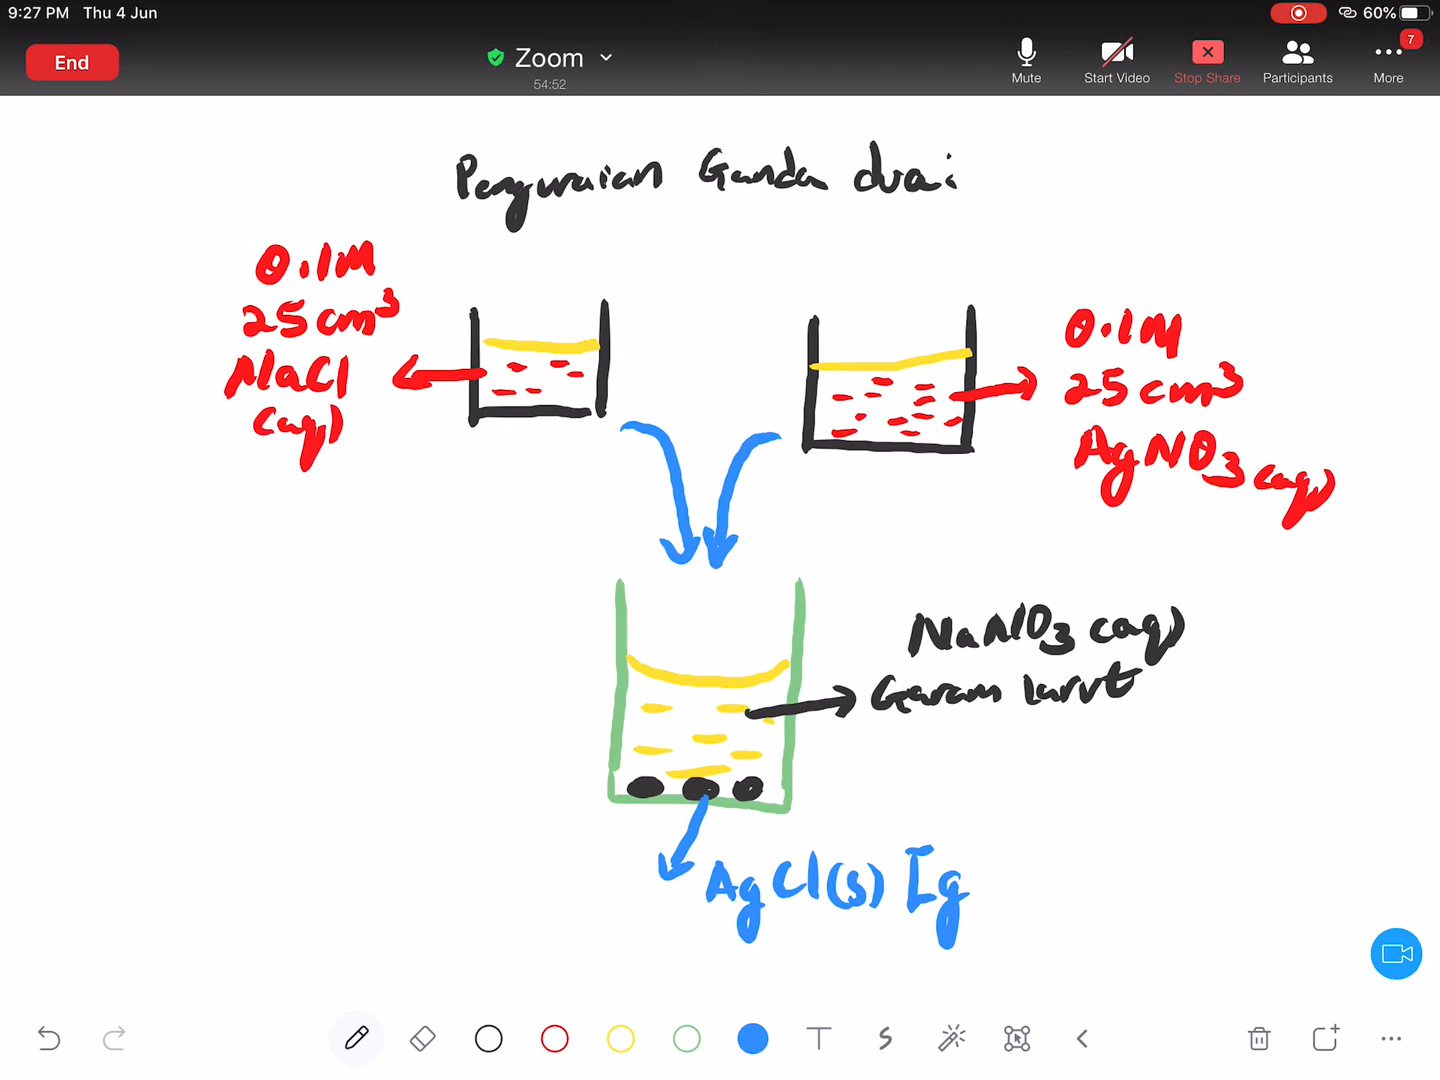 9:27 PM Thu 4 Jun
60%
End
Zoom
54:52
Mute
Start Video
Stop Share
Participants
7
More
Penguraian Ganda dua
0.1M
25 cm³
NaCl
(aq)
0.1M
25 cm³
AgNO3 (aq)
NaNO3 (aq)
Garam larut
AgCl(s)
T